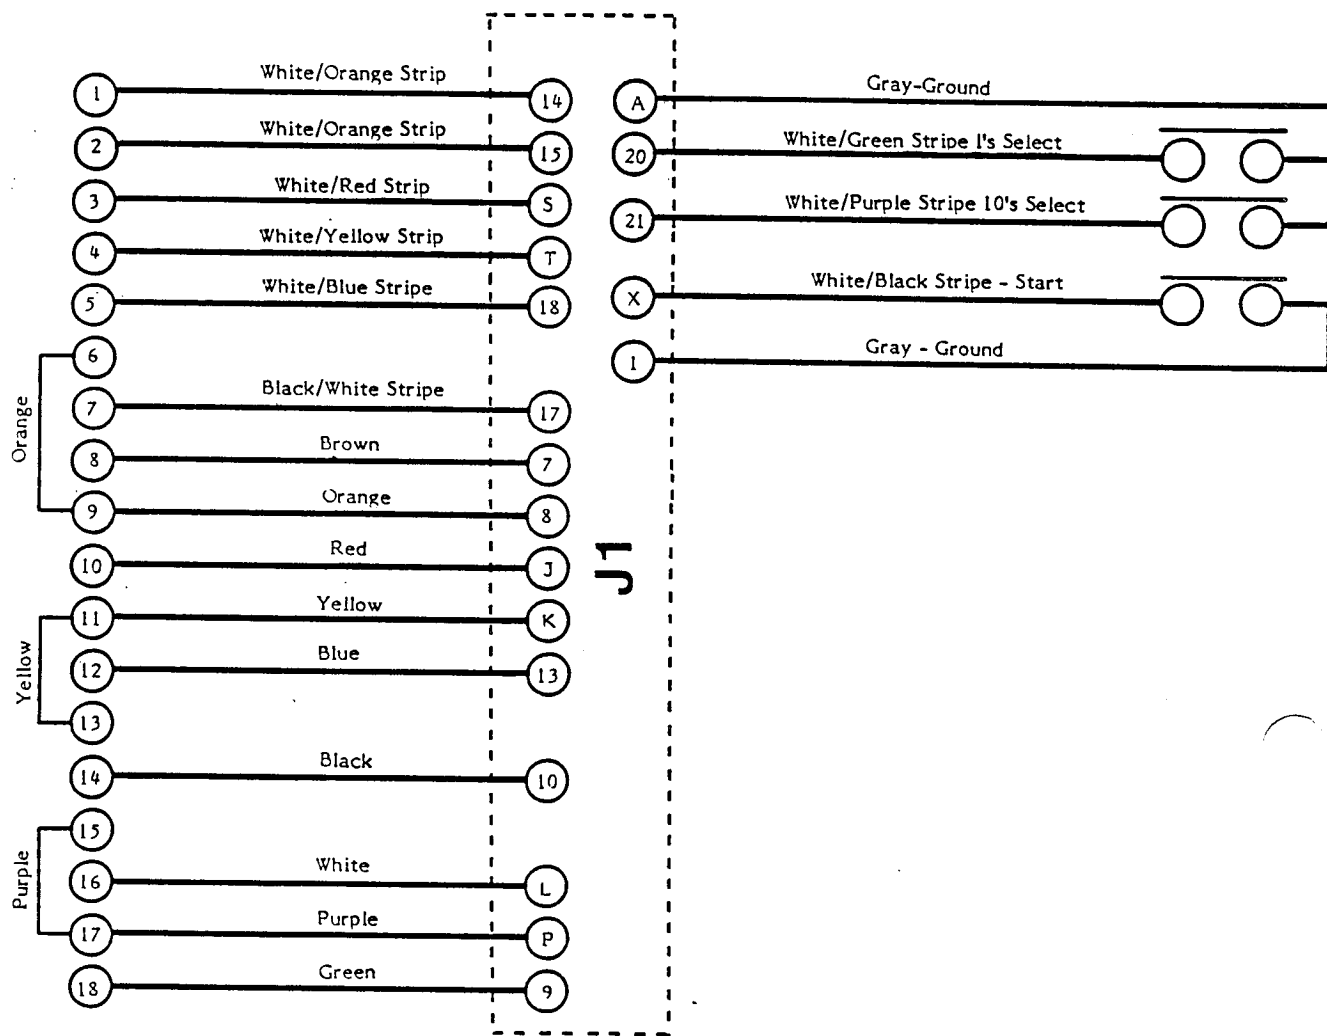 1 White/Orange Strip 14
2 White/Orange Strip 15
3 White/Red Strip S
4 White/Yellow Strip T
5 White/Blue Stripe 18
6
7 Black/White Stripe 17
8 Brown 7
9 Orange 8
Orange
10 Red J
11 Yellow K
12 Blue 13
13
Yellow
14 Black 10
15
16 White L
17 Purple P
Purple
18 Green 9
J1
A Gray-Ground
20 White/Green Stripe 1's Select
21 White/Purple Stripe 10's Select
X White/Black Stripe - Start
1 Gray - Ground